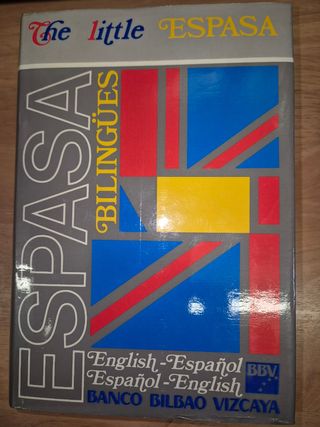 The little ESPASA
ESPASA
BILINGÜES
English-Español
Español-English
BBV
BANCO BILBAO VIZCAYA